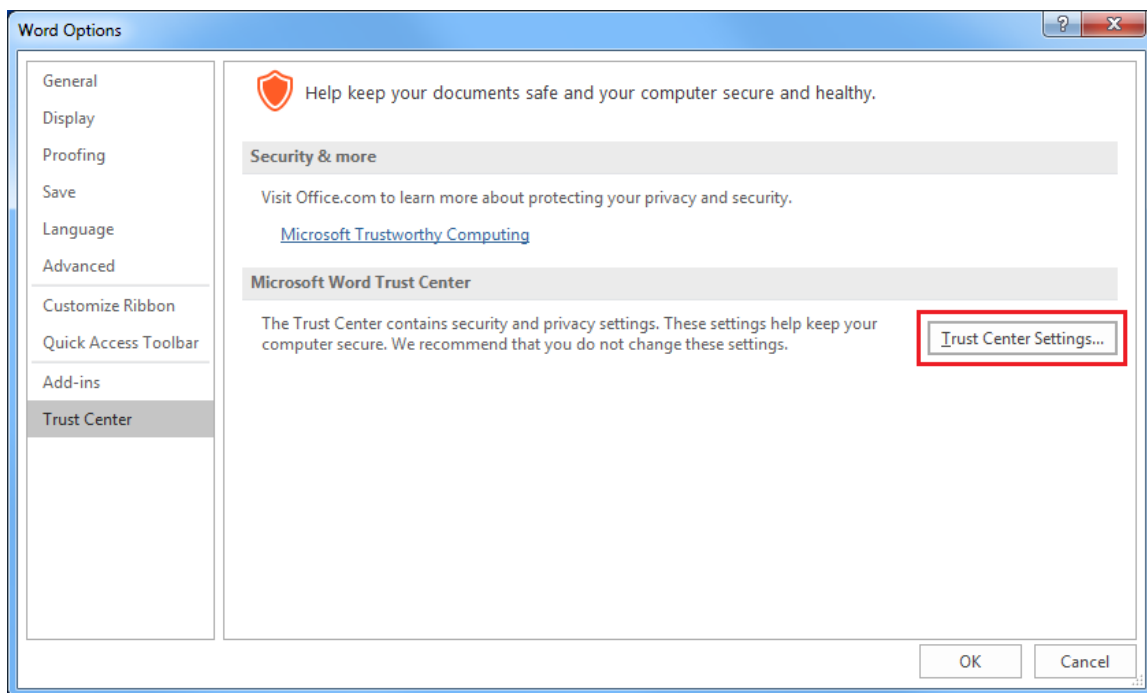 Word Options
General
Display
Proofing
Save
Language
Advanced
Customize Ribbon
Quick Access Toolbar
Add-ins
Trust Center
Help keep your documents safe and your computer secure and healthy.
Security & more
Visit Office.com to learn more about protecting your privacy and security.
Microsoft Trustworthy Computing
Microsoft Word Trust Center
The Trust Center contains security and privacy settings. These settings help keep your
computer secure. We recommend that you do not change these settings.
Trust Center Settings...
OK
Cancel